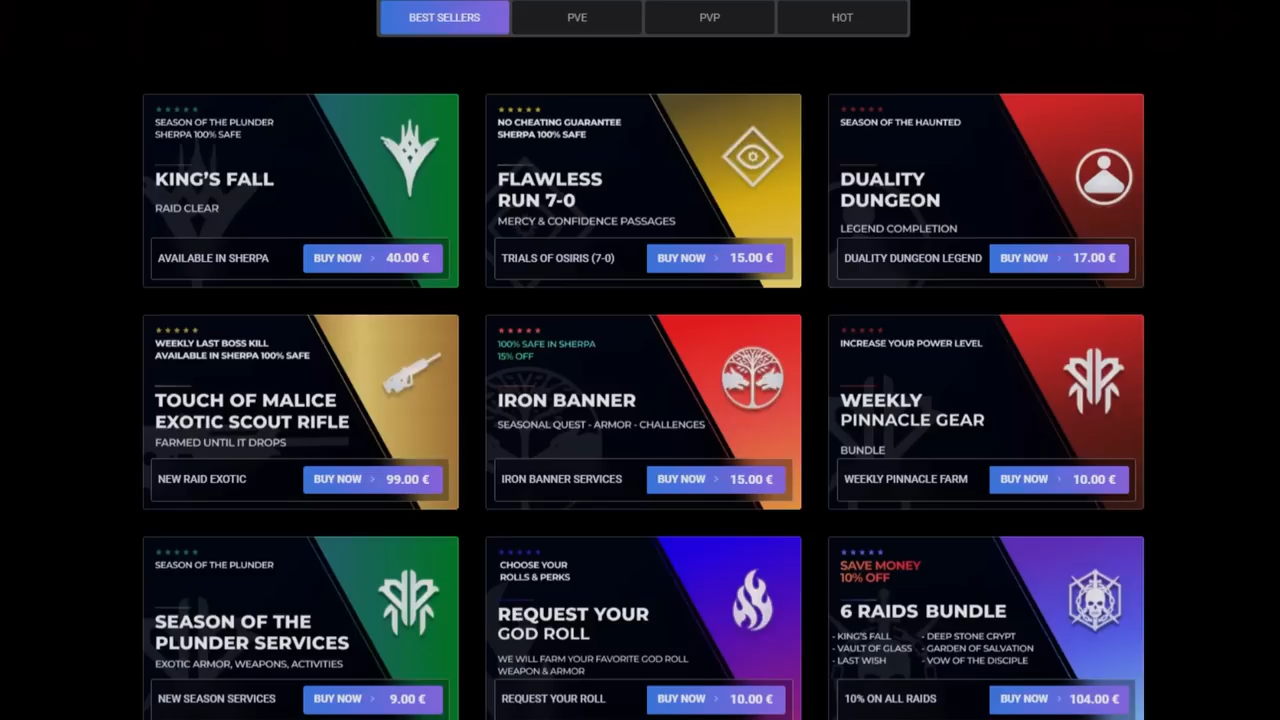 BEST SELLERS
PVE
PVP
HOT
SEASON OF THE PLUNDER
SHERPA 100% SAFE
KING'S FALL
RAID CLEAR
AVAILABLE IN SHERPA
BUY NOW > 40.00 €
NO CHEATING GUARANTEE
SHERPA 100% SAFE
FLAWLESS
RUN 7-0
MERCY & CONFIDENCE PASSAGES
TRIALS OF OSIRIS (7-0)
BUY NOW > 15.00 €
SEASON OF THE HAUNTED
DUALITY
DUNGEON
LEGEND COMPLETION
DUALITY DUNGEON LEGEND
BUY NOW > 17.00 €
WEEKLY LAST BOSS KILL
AVAILABLE IN SHERPA 100% SAFE
TOUCH OF MALICE
EXOTIC SCOUT RIFLE
FARMED UNTIL IT DROPS
NEW RAID EXOTIC
BUY NOW > 99.00 €
100% SAFE IN SHERPA
15% OFF
IRON BANNER
SEASONAL QUEST - ARMOR - CHALLENGES
IRON BANNER SERVICES
BUY NOW > 15.00 €
INCREASE YOUR POWER LEVEL
WEEKLY
PINNACLE GEAR
BUNDLE
WEEKLY PINNACLE FARM
BUY NOW > 10.00 €
SEASON OF THE PLUNDER
SEASON OF THE
PLUNDER SERVICES
EXOTIC ARMOR, WEAPONS, ACTIVITIES
NEW SEASON SERVICES
BUY NOW > 9.00 €
CHOOSE YOUR
ROLLS & PERKS
REQUEST YOUR
GOD ROLL
WE WILL FARM YOUR FAVORITE GOD ROLL
WEAPON & ARMOR
REQUEST YOUR ROLL
BUY NOW > 10.00 €
SAVE MONEY
10% OFF
6 RAIDS BUNDLE
- KING'S FALL
- VAULT OF GLASS
- LAST WISH
- DEEP STONE CRYPT
- GARDEN OF SALVATION
- VOW OF THE DISCIPLE
10% ON ALL RAIDS
BUY NOW > 104.00 €